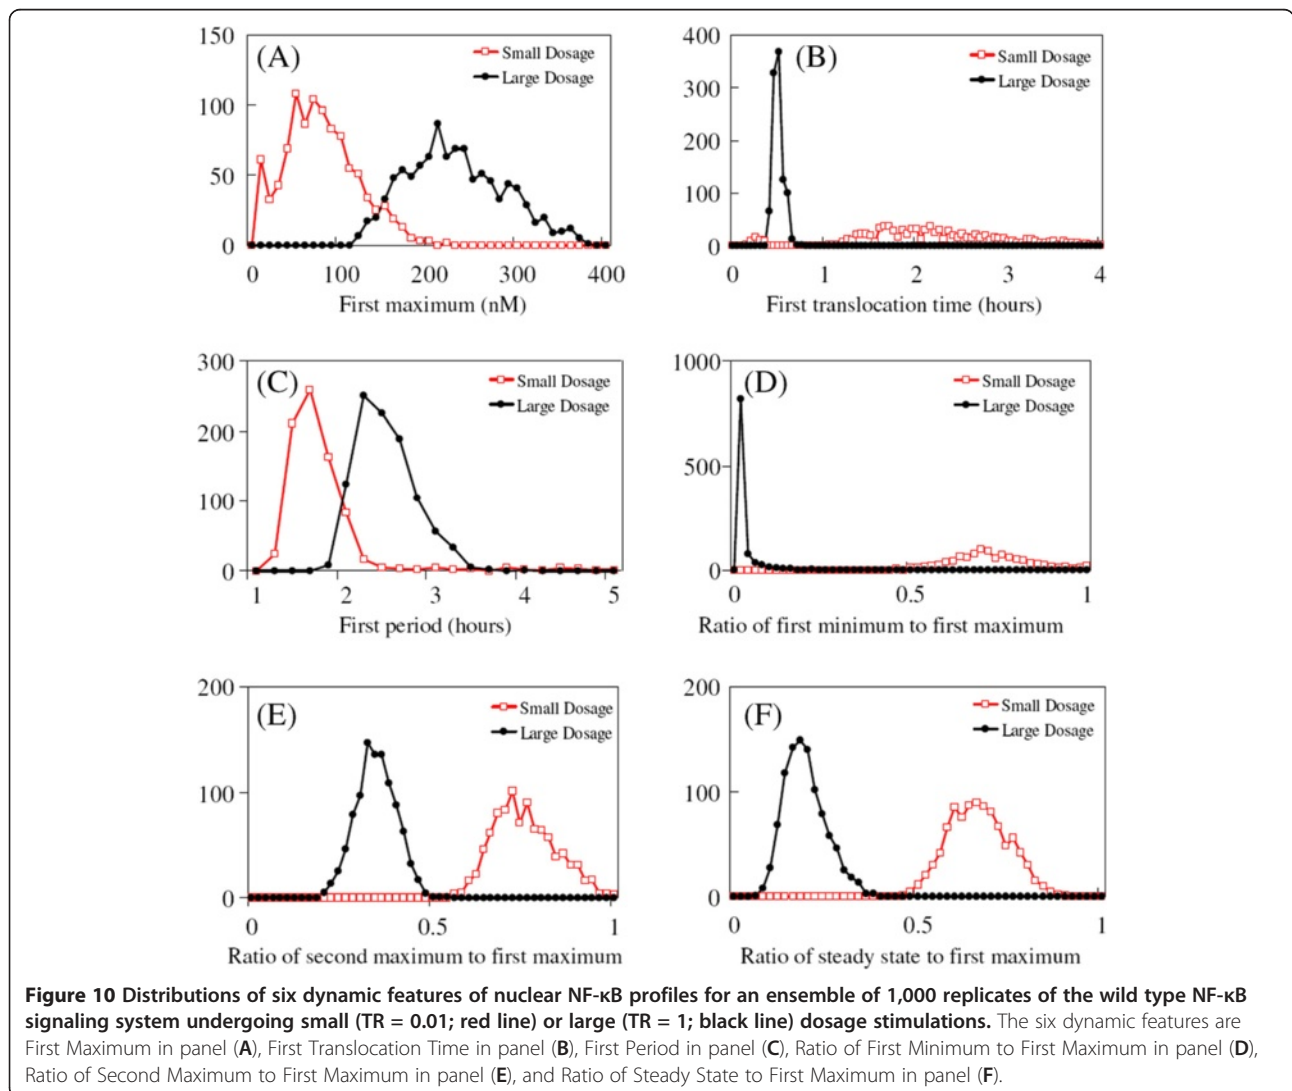 (A)
150
100
50
0
0 100 200 300 400
First maximum (nM)
Small Dosage
Large Dosage
(B)
400
300
200
100
0
0 1 2 3 4
First translocation time (hours)
Samll Dosage
Large Dosage
(C)
300
200
100
0
1 2 3 4 5
First period (hours)
Small Dosage
Large Dosage
(D)
1000
500
0
0 0.5 1
Ratio of first minimum to first maximum
Small Dosage
Large Dosage
(E)
200
100
0
0 0.5 1
Ratio of second maximum to first maximum
Small Dosage
Large Dosage
(F)
200
100
0
0 0.5 1
Ratio of steady state to first maximum
Small Dosage
Large Dosage
Figure 10 Distributions of six dynamic features of nuclear NF-κB profiles for an ensemble of 1,000 replicates of the wild type NF-κB
signaling system undergoing small (TR = 0.01; red line) or large (TR = 1; black line) dosage stimulations. The six dynamic features are
First Maximum in panel (A), First Translocation Time in panel (B), First Period in panel (C), Ratio of First Minimum to First Maximum in panel (D),
Ratio of Second Maximum to First Maximum in panel (E), and Ratio of Steady State to First Maximum in panel (F).